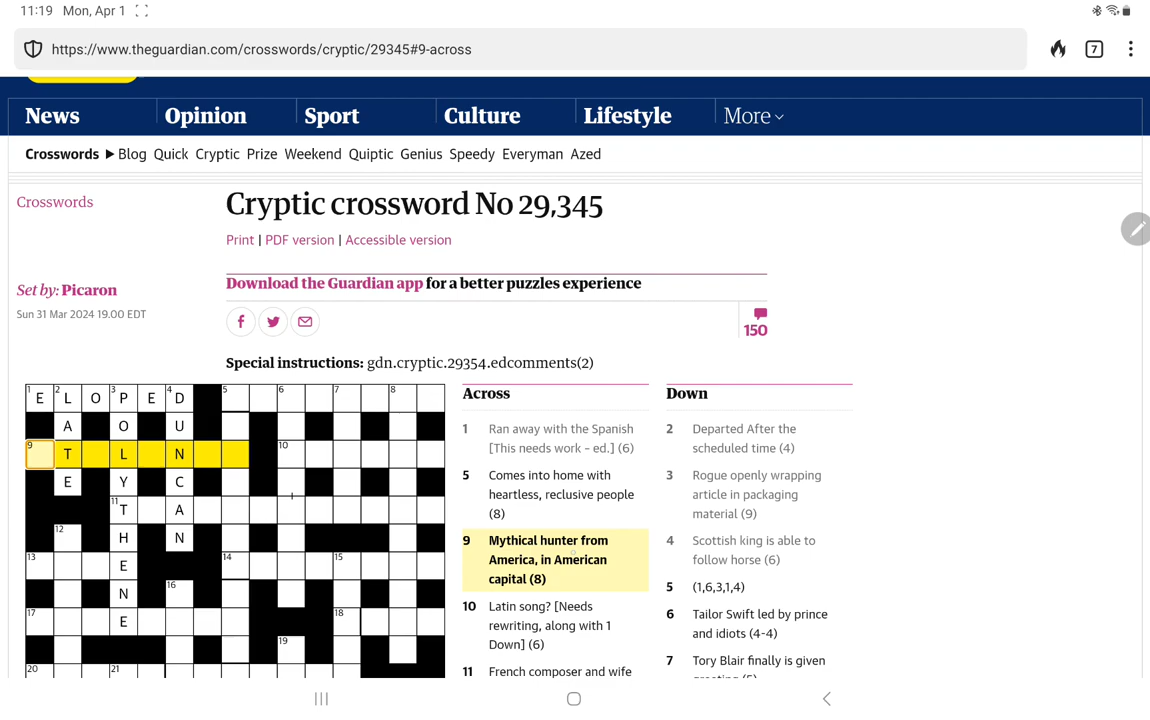 11:19 Mon, Apr 1
https://www.theguardian.com/crosswords/cryptic/29345#9-across
7
News Opinion Sport Culture Lifestyle More
Crosswords Blog Quick Cryptic Prize Weekend Quiptic Genius Speedy Everyman Azed
Crosswords
Cryptic crossword No 29,345
Print | PDF version | Accessible version
Set by: Picaron
Sun 31 Mar 2024 19.00 EDT
Download the Guardian app for a better puzzles experience
150
Special instructions: gdn.cryptic.29354.edcomments(2)
1 E 2 L O 3 P E 4 D 5 6 7 8
A O U
9 T L N 10
E Y C
11 T A
12 H N
13 E 14 15
N 16
17 E 18
19
20 21
Across
1 Ran away with the Spanish
[This needs work – ed.] (6)
5 Comes into home with
heartless, reclusive people
(8)
9 Mythical hunter from
America, in American
capital (8)
10 Latin song? [Needs
rewriting, along with 1
Down] (6)
11 French composer and wife
Down
2 Departed After the
scheduled time (4)
3 Rogue openly wrapping
article in packaging
material (9)
4 Scottish king is able to
follow horse (6)
5 (1,6,3,1,4)
6 Tailor Swift led by prince
and idiots (4-4)
7 Tory Blair finally is given
greeting (5)